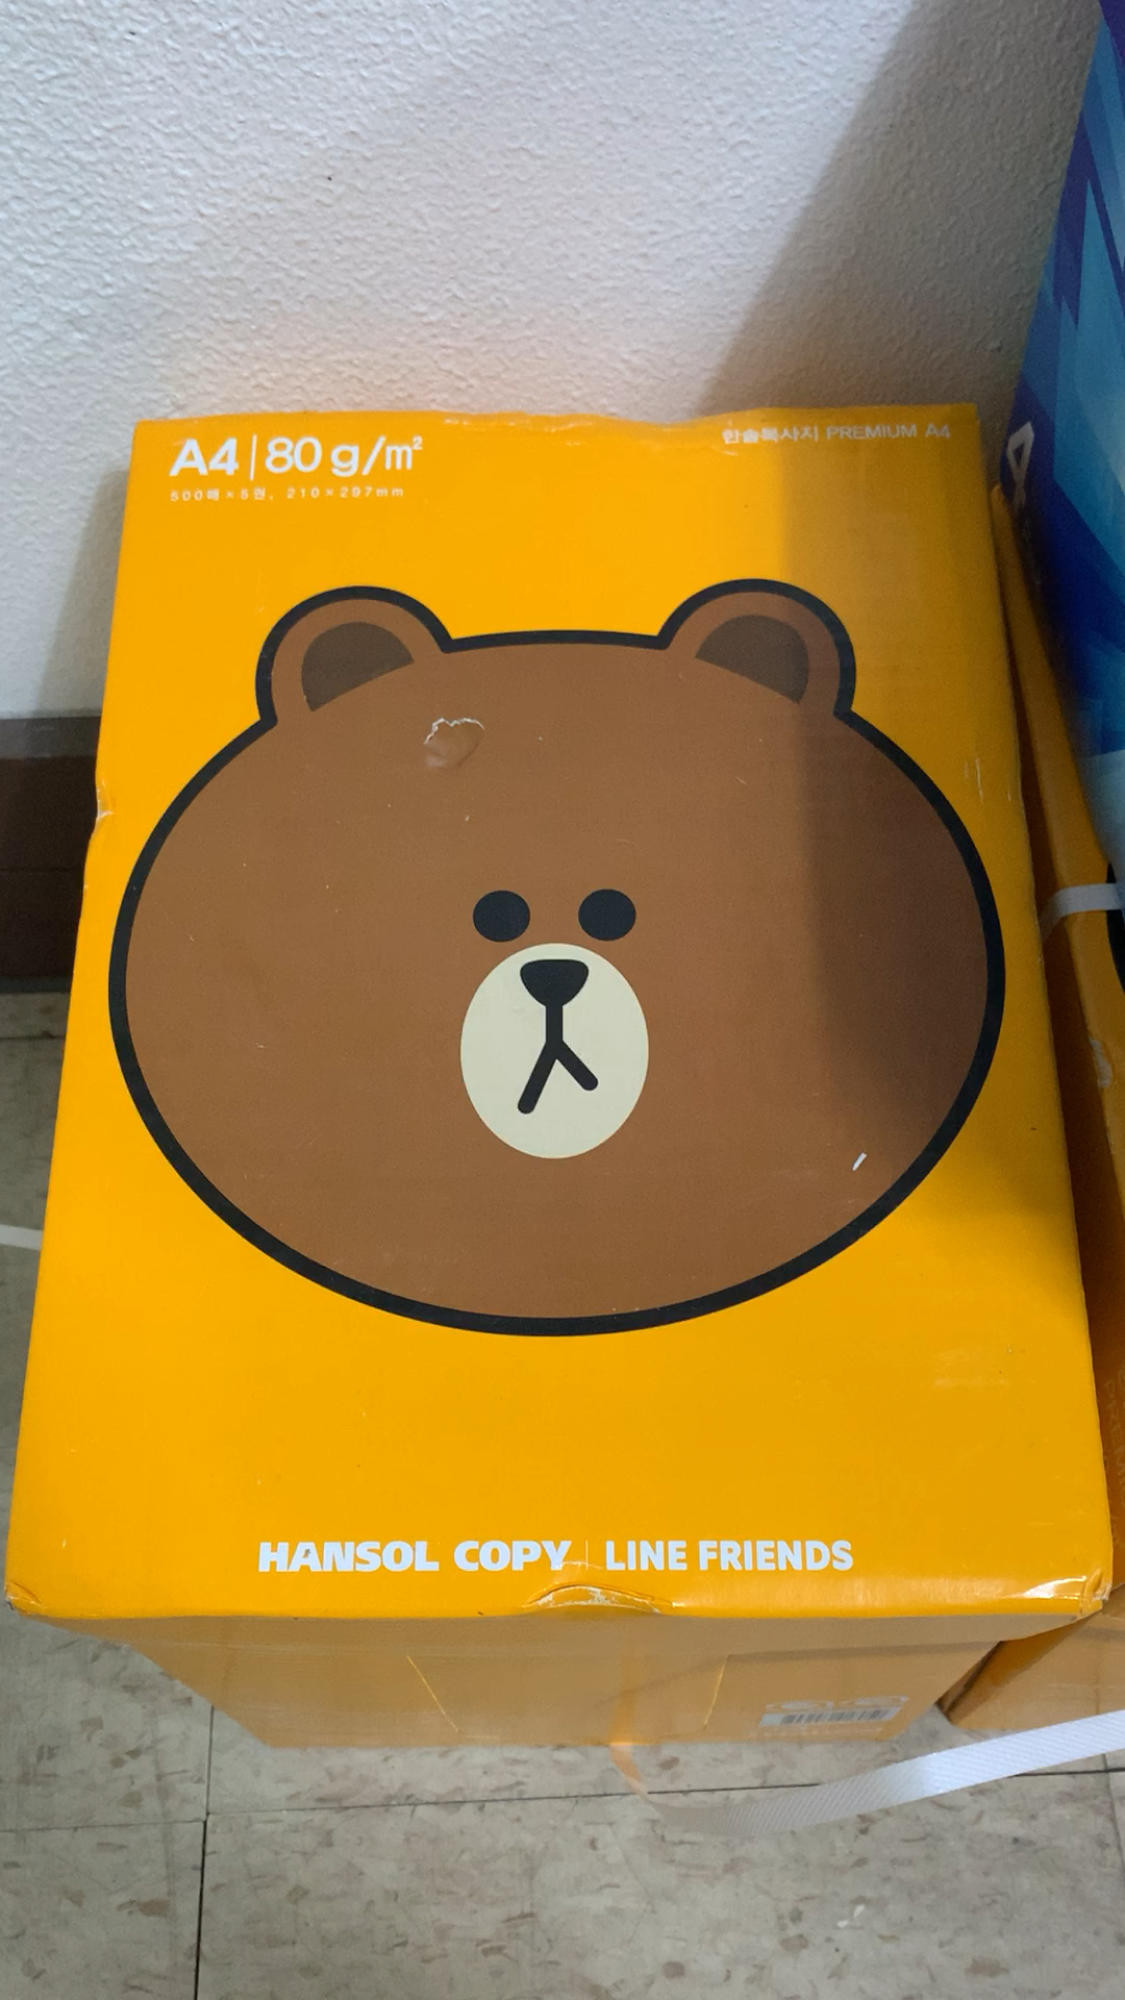 A4 | 80 g/m²
한솔복사지 PREMIUM A4
500매×5권, 210×297mm
HANSOL COPY | LINE FRIENDS